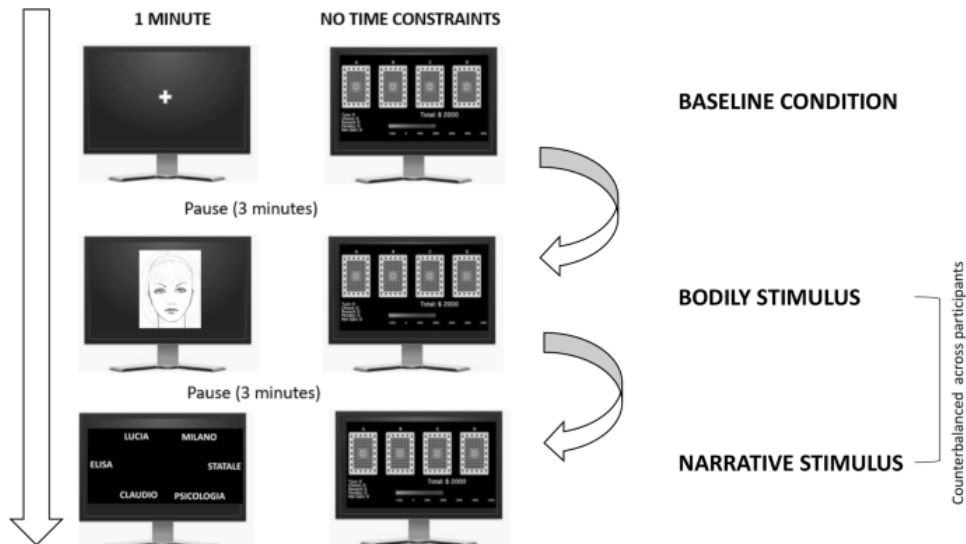 1 MINUTE
NO TIME CONSTRAINTS
A B C D
Total: $ 2000
BASELINE CONDITION
Pause (3 minutes)
A B C D
Total: $ 2000
BODILY STIMULUS
Pause (3 minutes)
LUCIA MILANO
ELISA STATALE
CLAUDIO PSICOLOGIA
A B C D
Total: $ 2000
NARRATIVE STIMULUS
Counterbalanced across participants